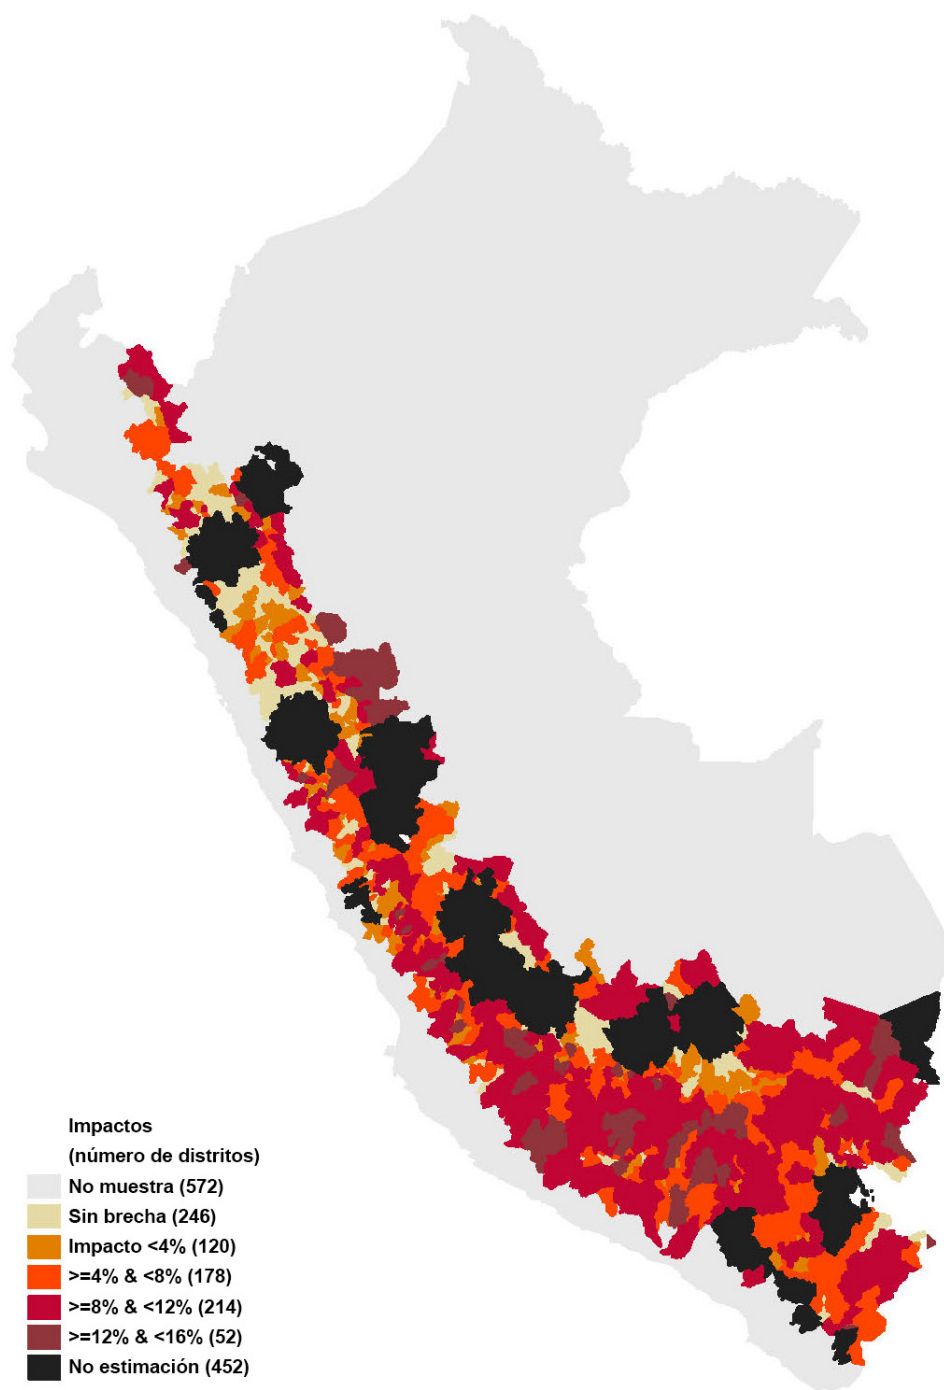 Impactos
(número de distritos)
No muestra (572)
Sin brecha (246)
Impacto <4% (120)
>=4% & <8% (178)
>=8% & <12% (214)
>=12% & <16% (52)
No estimación (452)